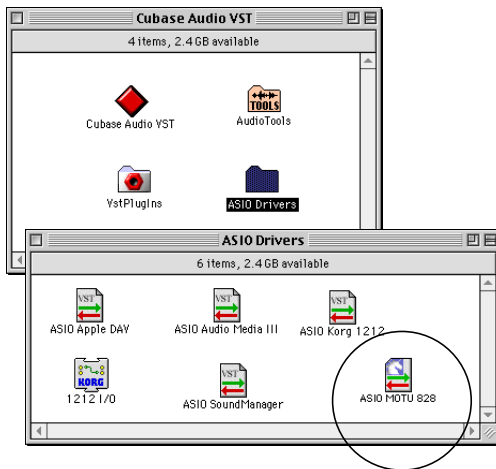 Cubase Audio VST
4 items, 2.4 GB available
TOOLS
Cubase Audio VST
AudioTools
VstPlugIns
ASIO Drivers
ASIO Drivers
6 items, 2.4 GB available
VST
VST
VST
ASIO Apple DAV
ASIO Audio Media III
ASIO Korg 1212
KORG
VST
1212 I/O
ASIO SoundManager
ASIO MOTU 828